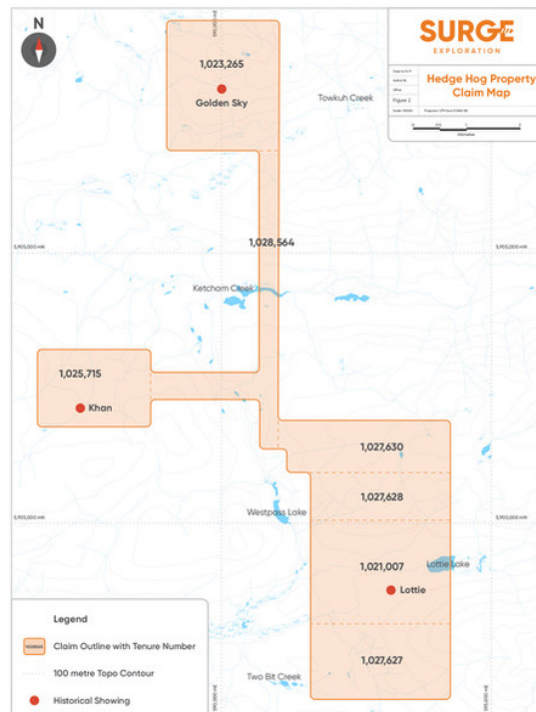 N
SURGE
EXPLORATION
Hedge Hog Property
Claim Map
Figure 2
1,023,265
Golden Sky
Towkuh Creek
1,028,564
Ketcham Creek
1,025,715
Khan
1,027,630
1,027,628
Westpass Lake
1,021,007
Lottie Lake
Lottie
1,027,627
Two Bit Creek
Legend
Claim Outline with Tenure Number
100 metre Topo Contour
Historical Showing